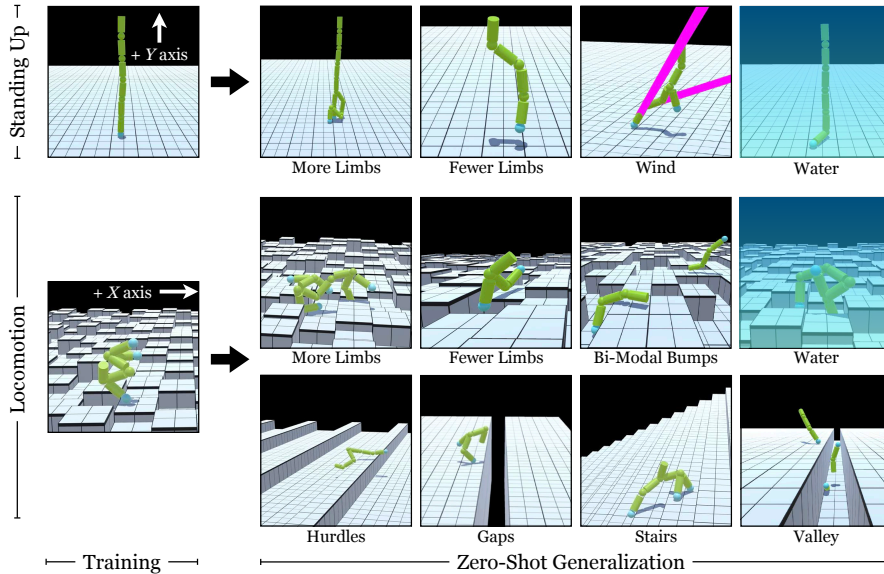 Standing Up
+ Y axis
More Limbs
Fewer Limbs
Wind
Water
Locomotion
+ X axis
More Limbs
Fewer Limbs
Bi-Modal Bumps
Water
Hurdles
Gaps
Stairs
Valley
Training
Zero-Shot Generalization